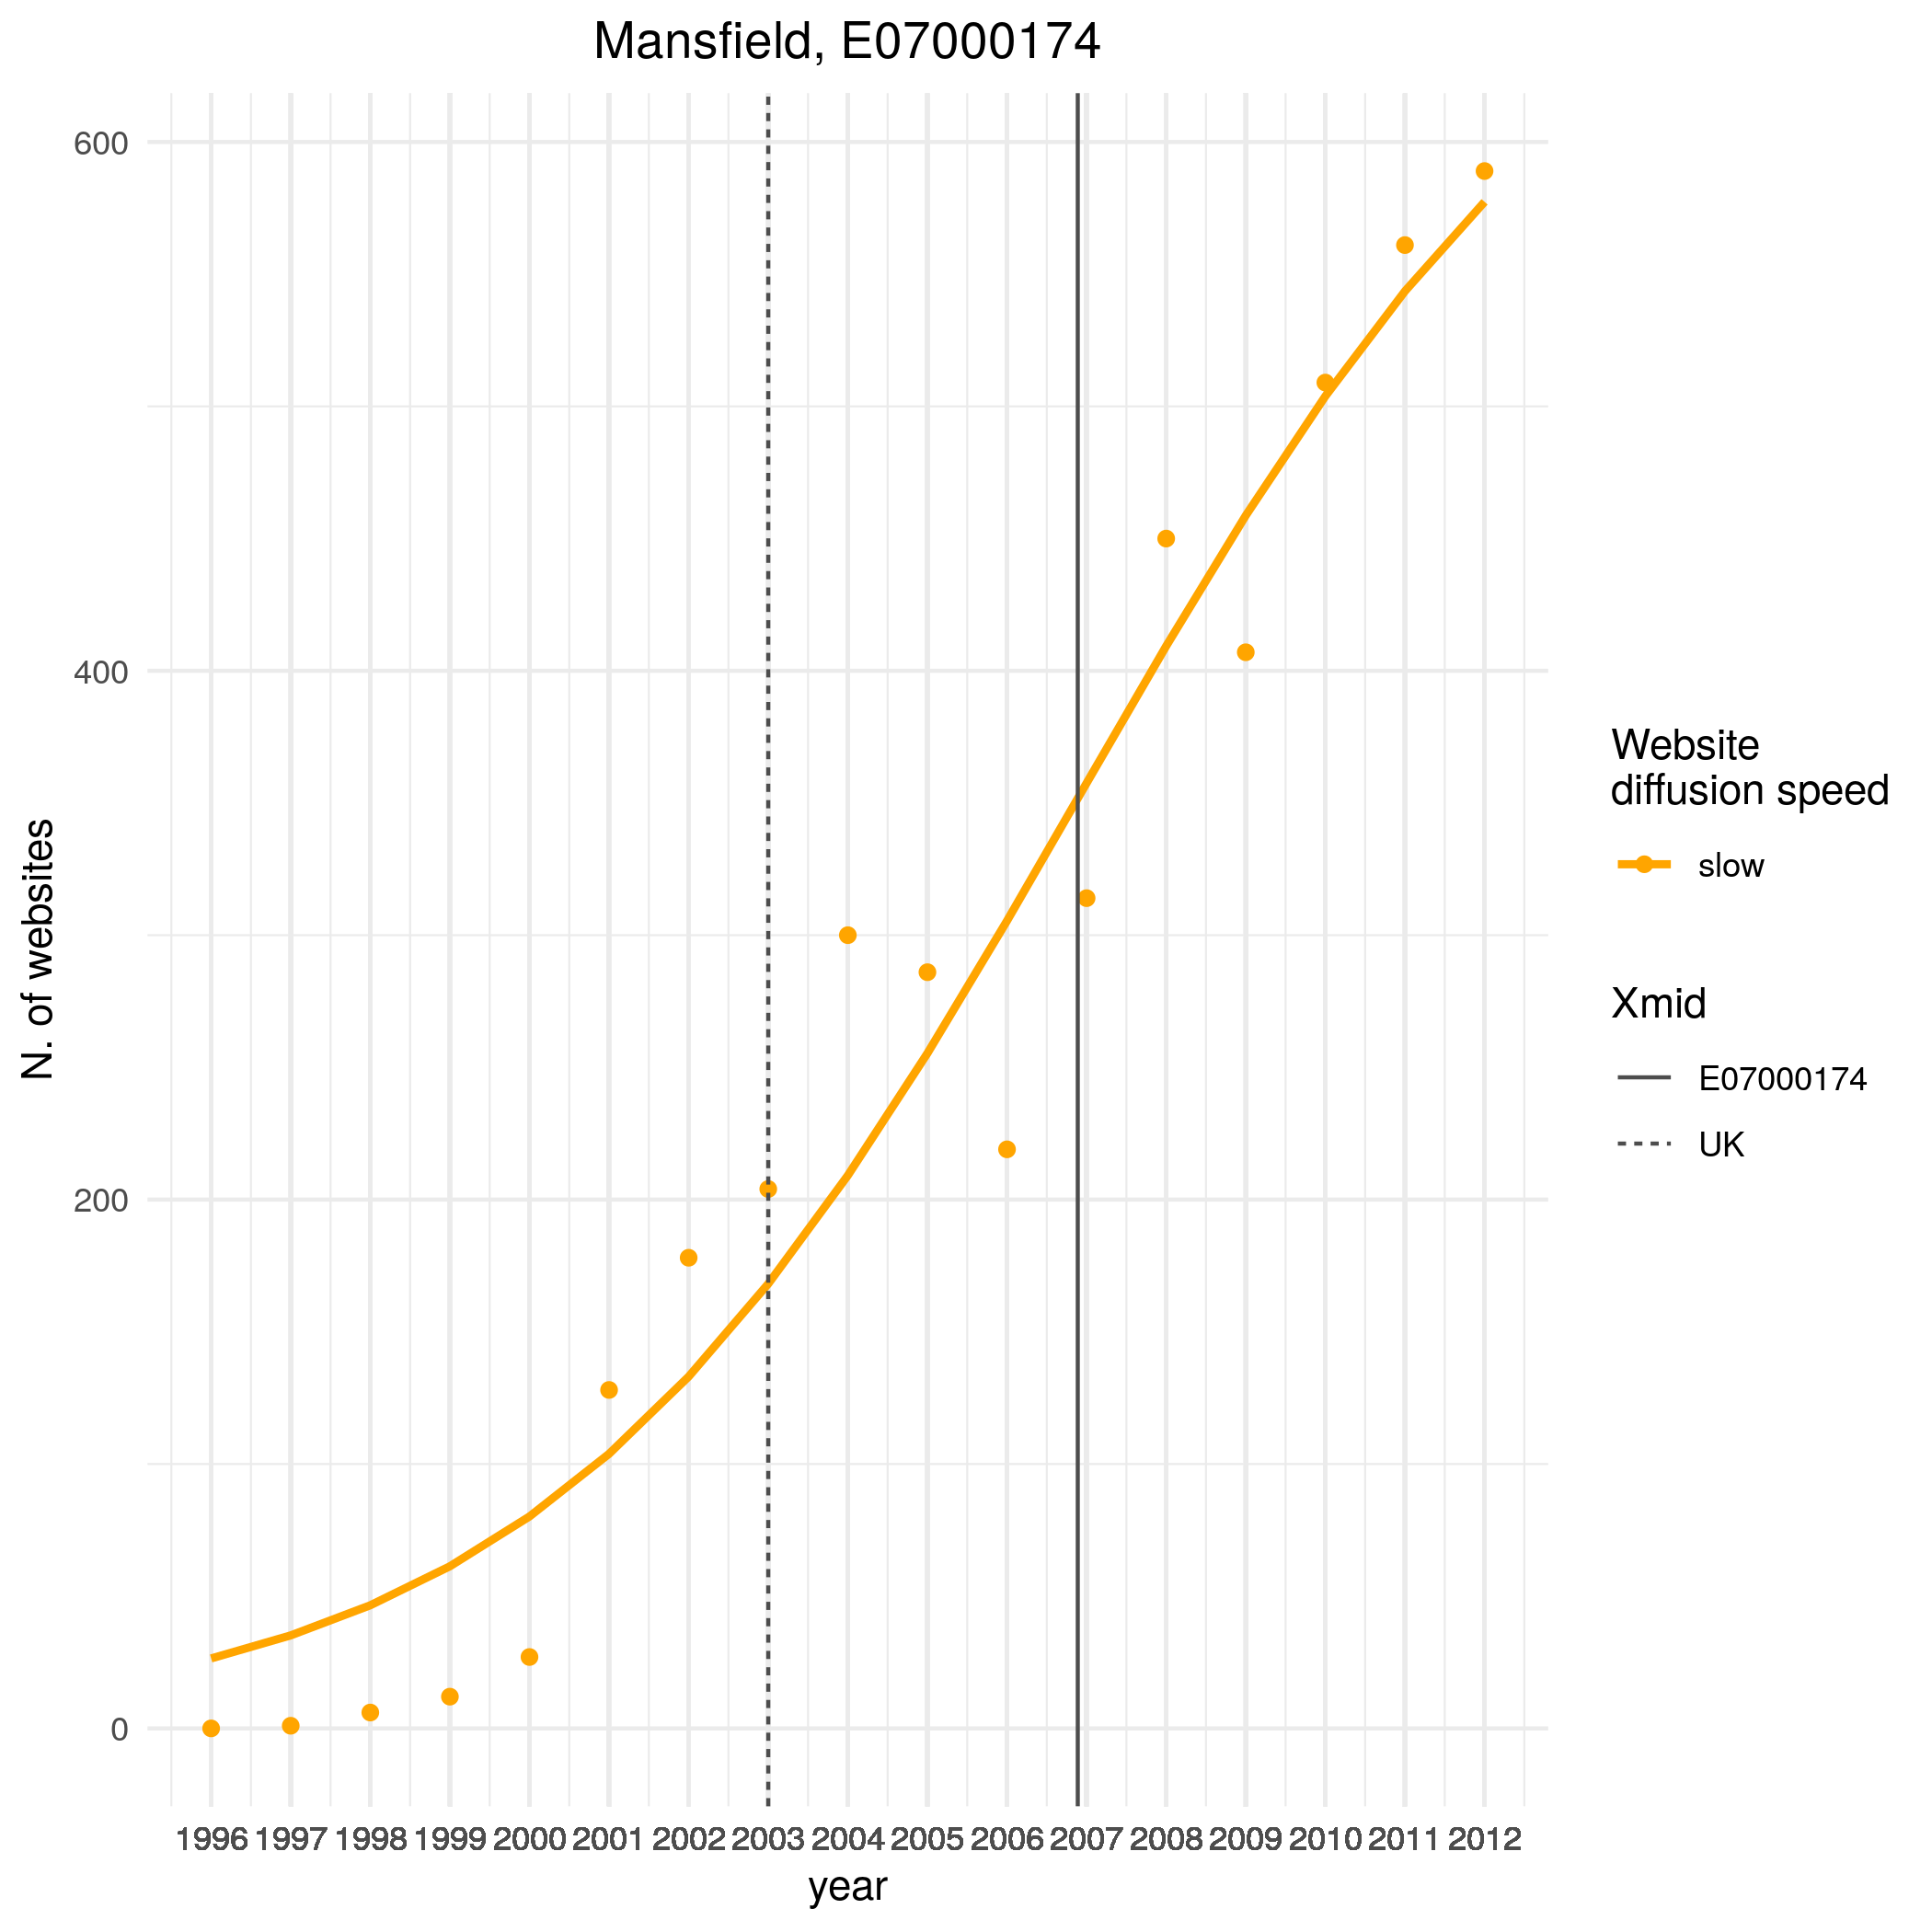 Mansfield, E07000174
600
400
200
0
N. of websites
1996 1997 1998 1999 2000 2001 2002 2003 2004 2005 2006 2007 2008 2009 2010 2011 2012
year
Website
diffusion speed
slow
Xmid
E07000174
UK